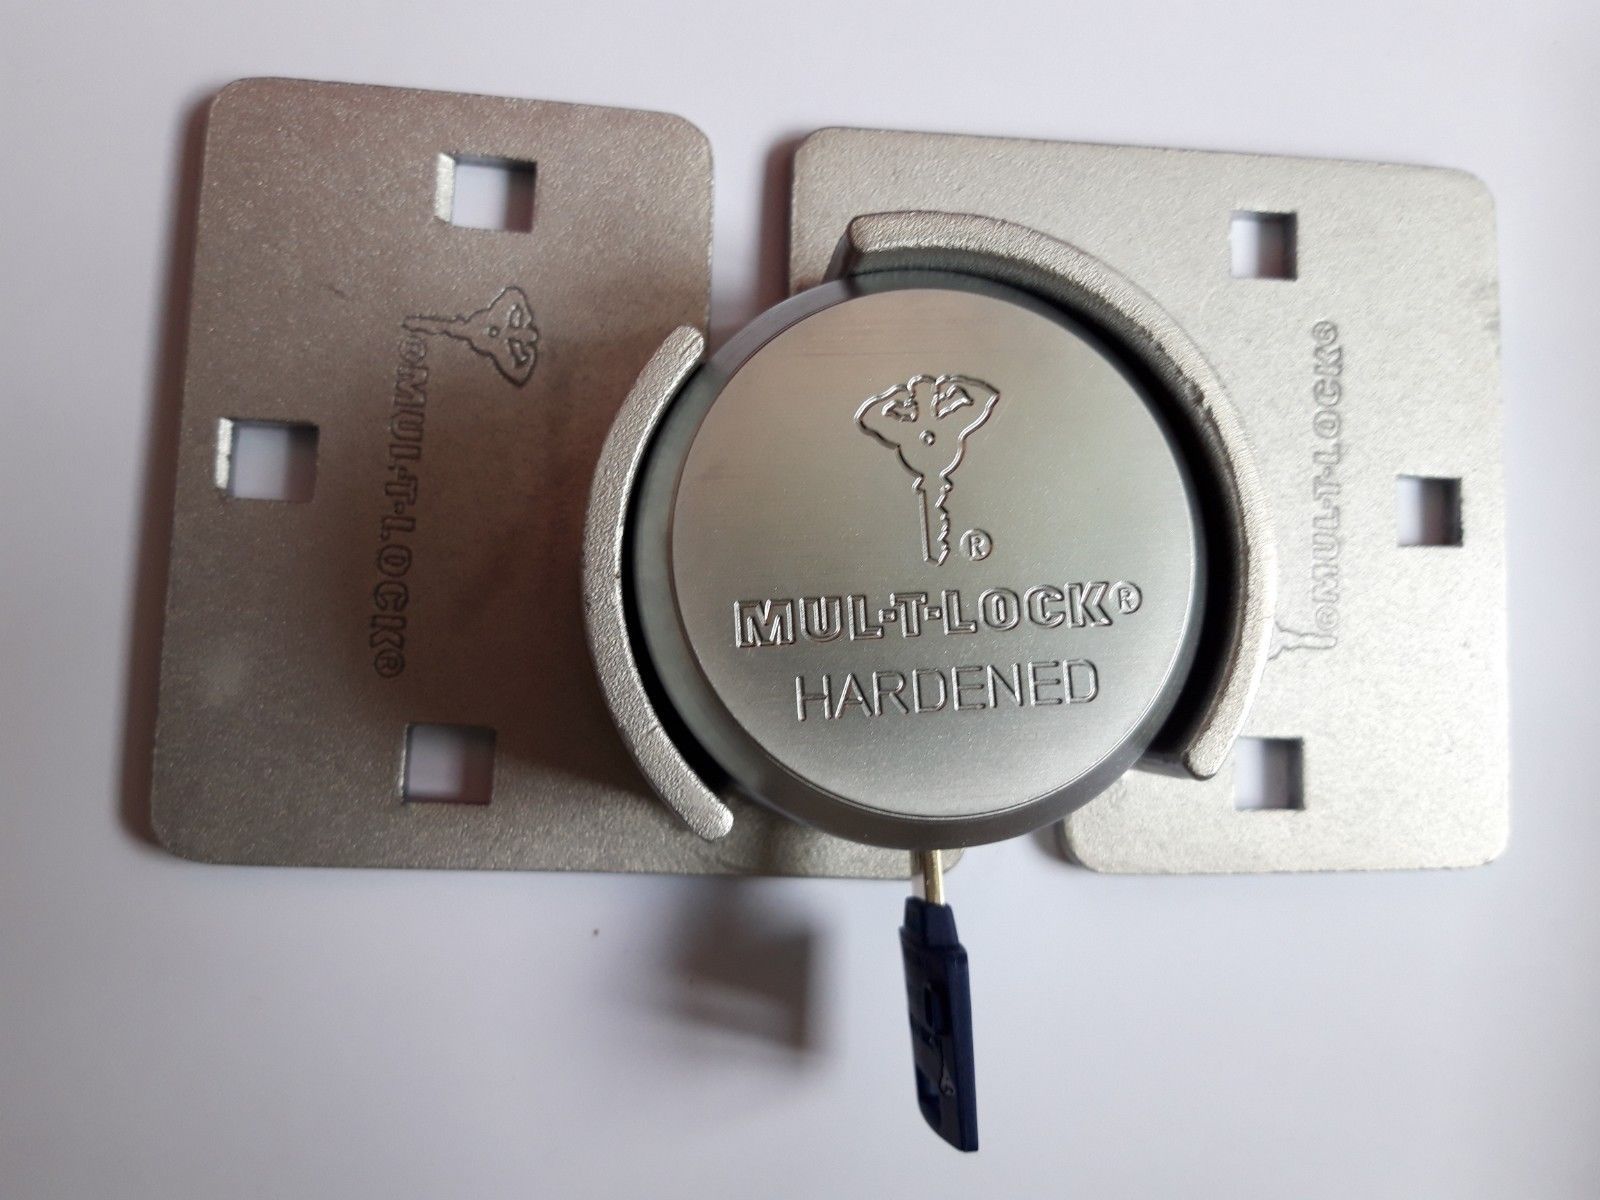 ®MUL-T-LOCK®
®
MUL-T-LOCK®
HARDENED
®MUL-T-LOCK®